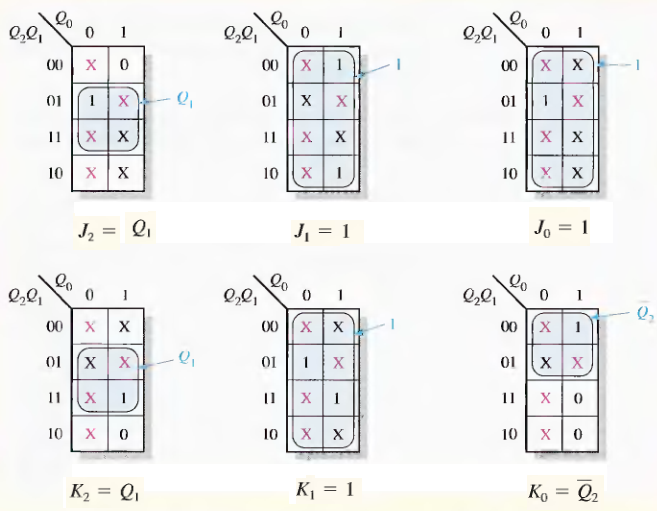 Q₀ Q₀ Q₀
Q₂Q₁ 0 1 Q₂Q₁ 0 1 Q₂Q₁ 0 1
00 X 0 00 X 1 1 00 X X 1
01 1 X Q₁ 01 X X 01 1 X
11 X X 11 X X 11 X X
10 X X 10 X 1 10 X X
J₂ = Q₁ J₁ = 1 J₀ = 1
Q₀ Q₀ Q₀
Q₂Q₁ 0 1 Q₂Q₁ 0 1 Q₂Q₁ 0 1 Q̅₂
00 X X 00 X X 1 00 X 1
01 X X Q₁ 01 1 X 01 X X
11 X 1 11 X 1 11 X 0
10 X 0 10 X X 10 X 0
K₂ = Q₁ K₁ = 1 K₀ = Q̅₂